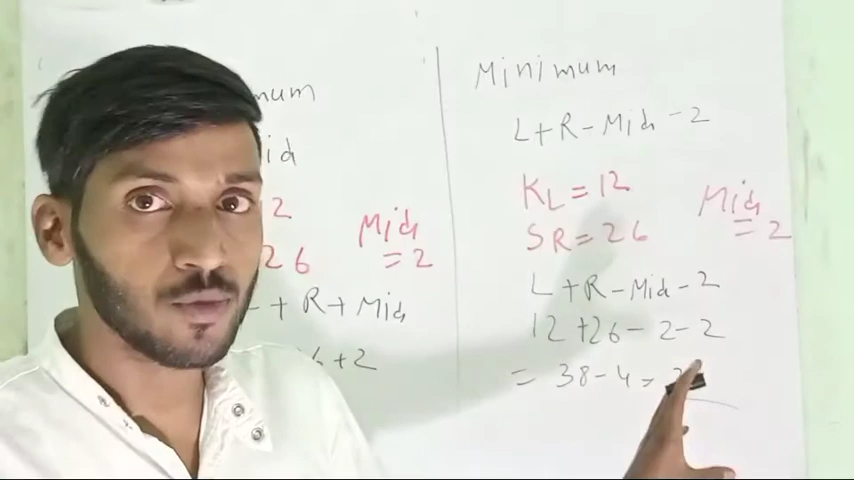 mum
id
2
26
Mid
= 2
+ R + Mid
6 + 2
Minimum
L + R - Mid - 2
KL = 12
SR = 26
Mid
= 2
L + R - Mid - 2
12 + 26 - 2 - 2
= 38 - 4 =